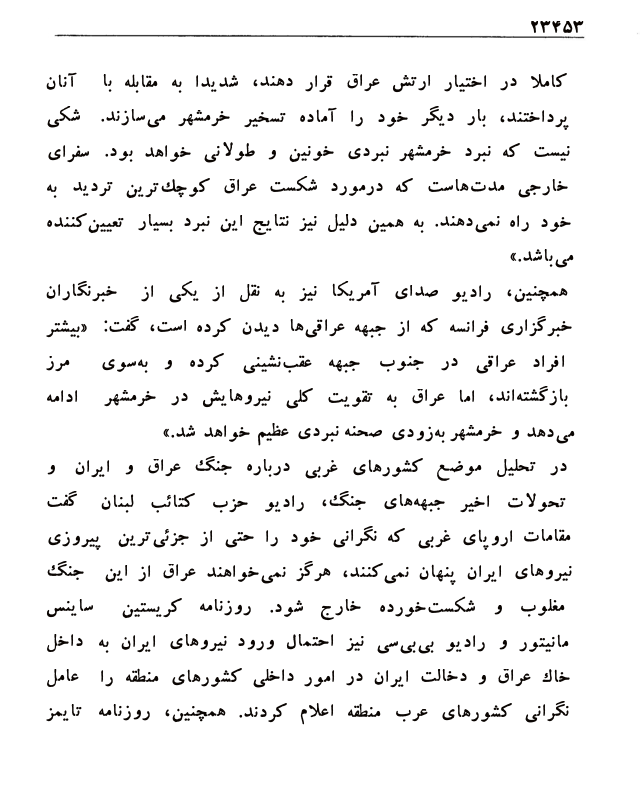 ۲۳۴۵۳
کاملا در اختیار ارتش عراق قرار دهند، شدیدا به مقابله با آنان
پرداختند، بار دیگر خود را آماده تسخیر خرمشهر می‌سازند. شکی
نیست که نبرد خرمشهر نبردی خونین و طولانی خواهد بود. سفرای
خارجی مدت‌هاست که درمورد شکست عراق کوچك‌ترین تردید به
خود راه نمی‌دهند. به همین دلیل نیز نتایج این نبرد بسیار تعیین‌کننده
می‌باشد.»
همچنین، رادیو صدای آمریکا نیز به نقل از یکی از خبرنگاران
خبرگزاری فرانسه که از جبهه عراقی‌ها دیدن کرده است، گفت: «بیشتر
افراد عراقی در جنوب جبهه عقب‌نشینی کرده و به‌سوی مرز
بازگشته‌اند، اما عراق به تقویت کلی نیروهایش در خرمشهر ادامه
می‌دهد و خرمشهر به‌زودی صحنه نبردی عظیم خواهد شد.»
در تحلیل موضع کشورهای غربی درباره جنگ عراق و ایران و
تحولات اخیر جبهه‌های جنگ، رادیو حزب کتائب لبنان گفت
مقامات اروپای غربی که نگرانی خود را حتی از جزئی‌ترین پیروزی
نیروهای ایران پنهان نمی‌کنند، هرگز نمی‌خواهند عراق از این جنگ
مغلوب و شکست‌خورده خارج شود. روزنامه کریستین ساینس
مانیتور و رادیو بی‌بی‌سی نیز احتمال ورود نیروهای ایران به داخل
خاك عراق و دخالت ایران در امور داخلی کشورهای منطقه را عامل
نگرانی کشورهای عرب منطقه اعلام کردند. همچنین، روزنامه تایمز